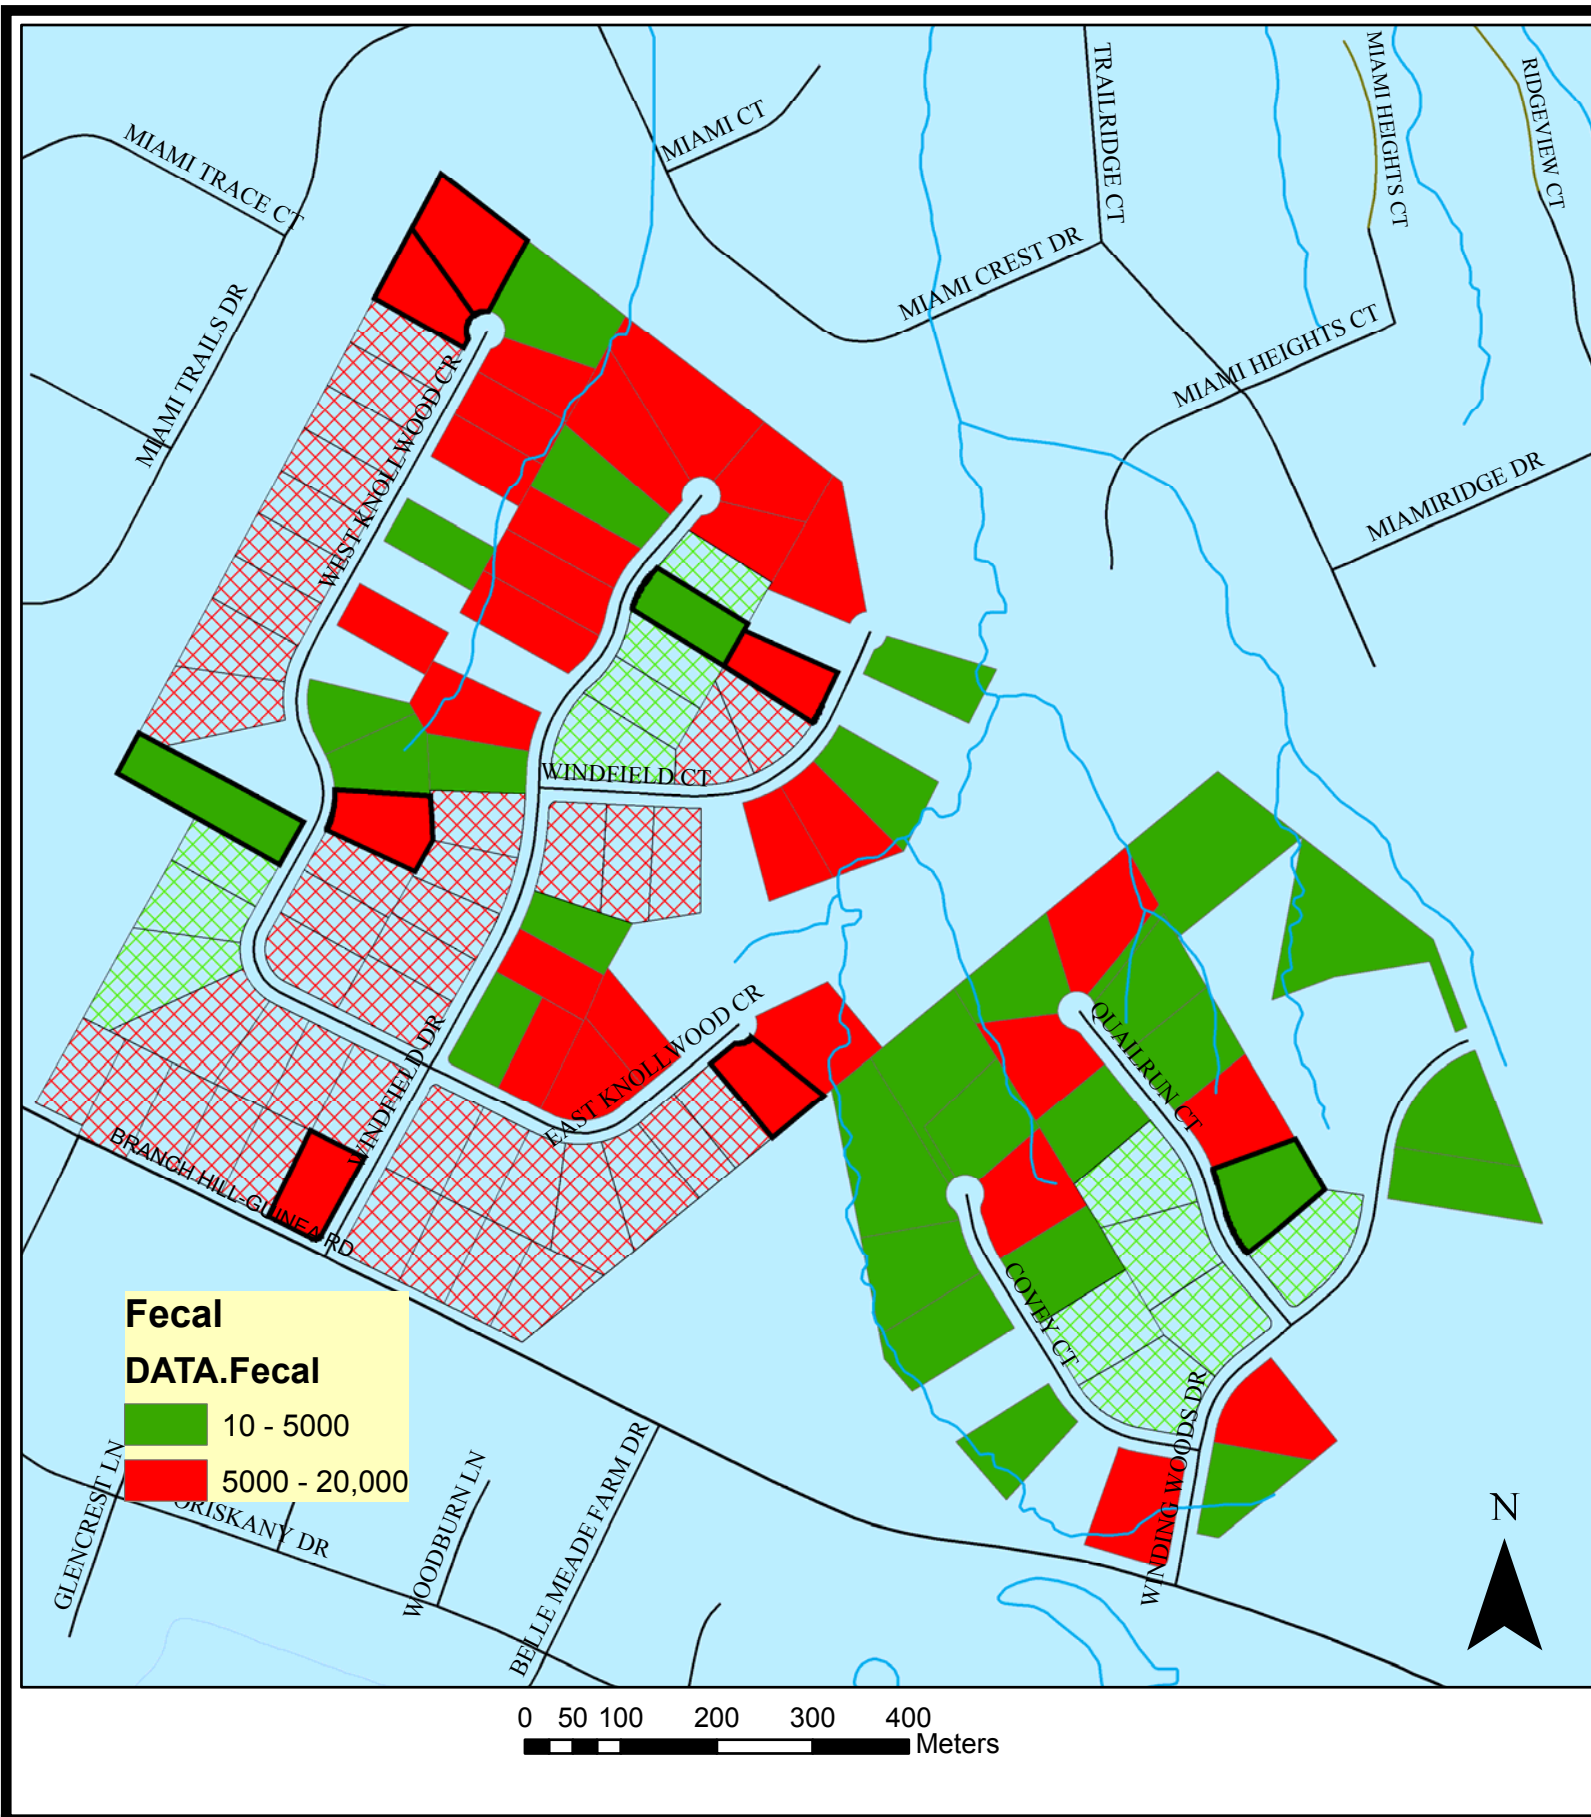 MIAMI TRACE CT
MIAMI CT
TRAILRIDGE CT
MIAMI HEIGHTS CT
RIDGEVIEW CT
MIAMI TRAILS DR
MIAMI CREST DR
MIAMI HEIGHTS CT
WEST KNOLLWOOD CR
MIAMIRIDGE DR
WINDFIELD CT
EAST KNOLLWOOD CR
QUAILRUN CT
WINDFIELD DR
BRANCH HILL-GUINEA RD
COVEY CT
WINDING WOODS DR
Fecal
DATA.Fecal
10 - 5000
5000 - 20,000
GLENCREST LN
ORISKANY DR
WOODBURN LN
BELLE MEADE FARM DR
N
0 50 100 200 300 400
Meters